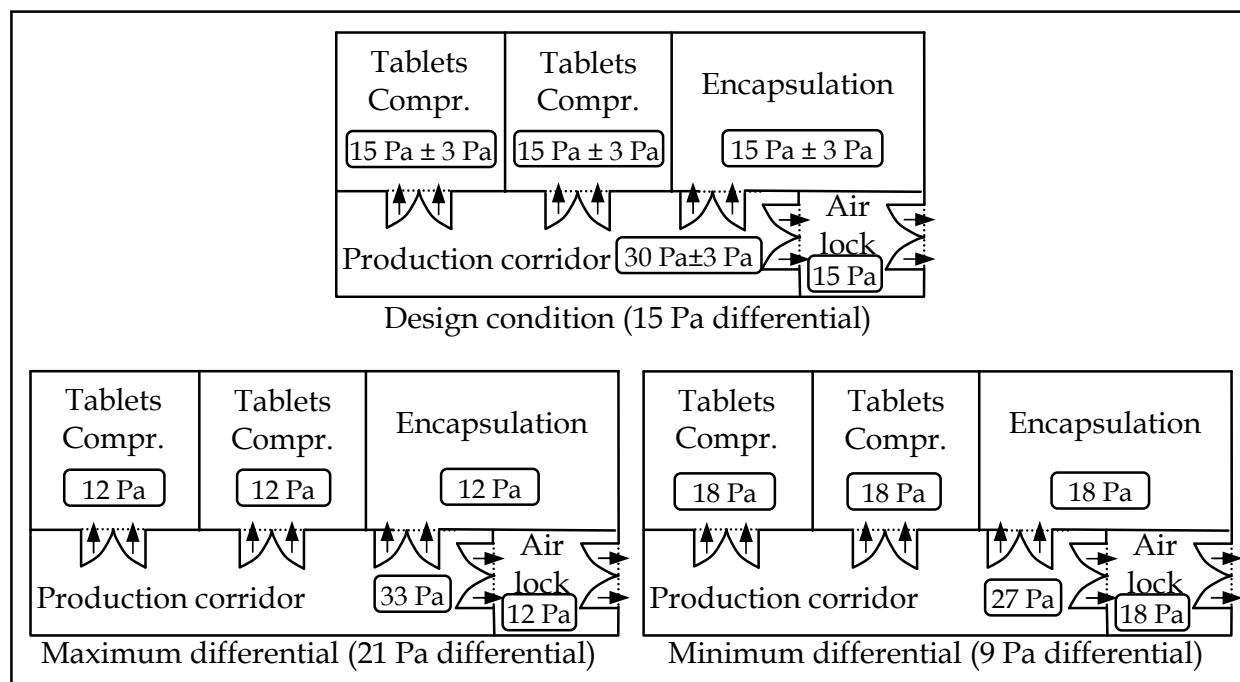 Tablets
Compr.
15 Pa ± 3 Pa
Tablets
Compr.
15 Pa ± 3 Pa
Encapsulation
15 Pa ± 3 Pa
Production corridor
30 Pa±3 Pa
Air
lock
15 Pa
Design condition (15 Pa differential)
Tablets
Compr.
12 Pa
Tablets
Compr.
12 Pa
Encapsulation
12 Pa
Production corridor
33 Pa
Air
lock
12 Pa
Maximum differential (21 Pa differential)
Tablets
Compr.
18 Pa
Tablets
Compr.
18 Pa
Encapsulation
18 Pa
Production corridor
27 Pa
Air
lock
18 Pa
Minimum differential (9 Pa differential)